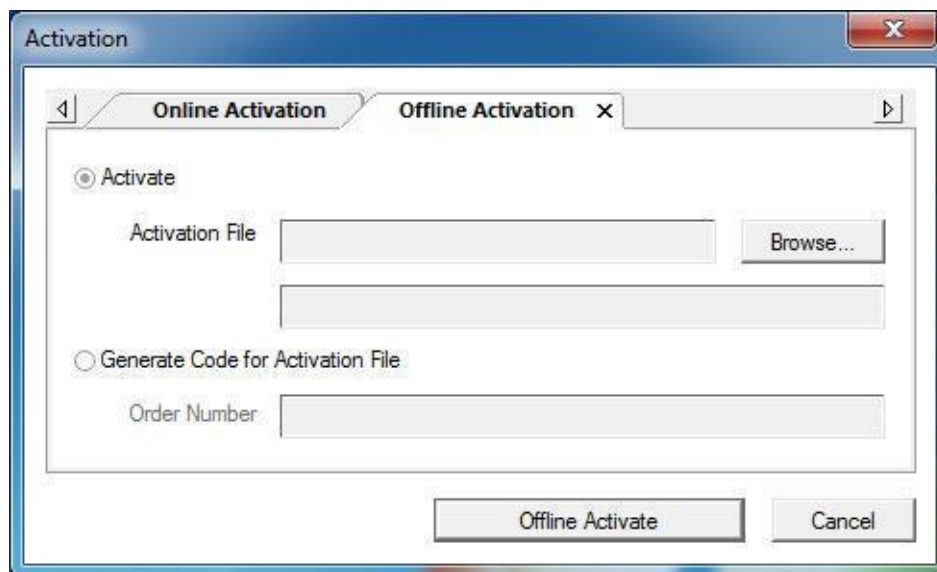 Activation
Online Activation
Offline Activation
Activate
Activation File
Browse...
Generate Code for Activation File
Order Number
Offline Activate
Cancel